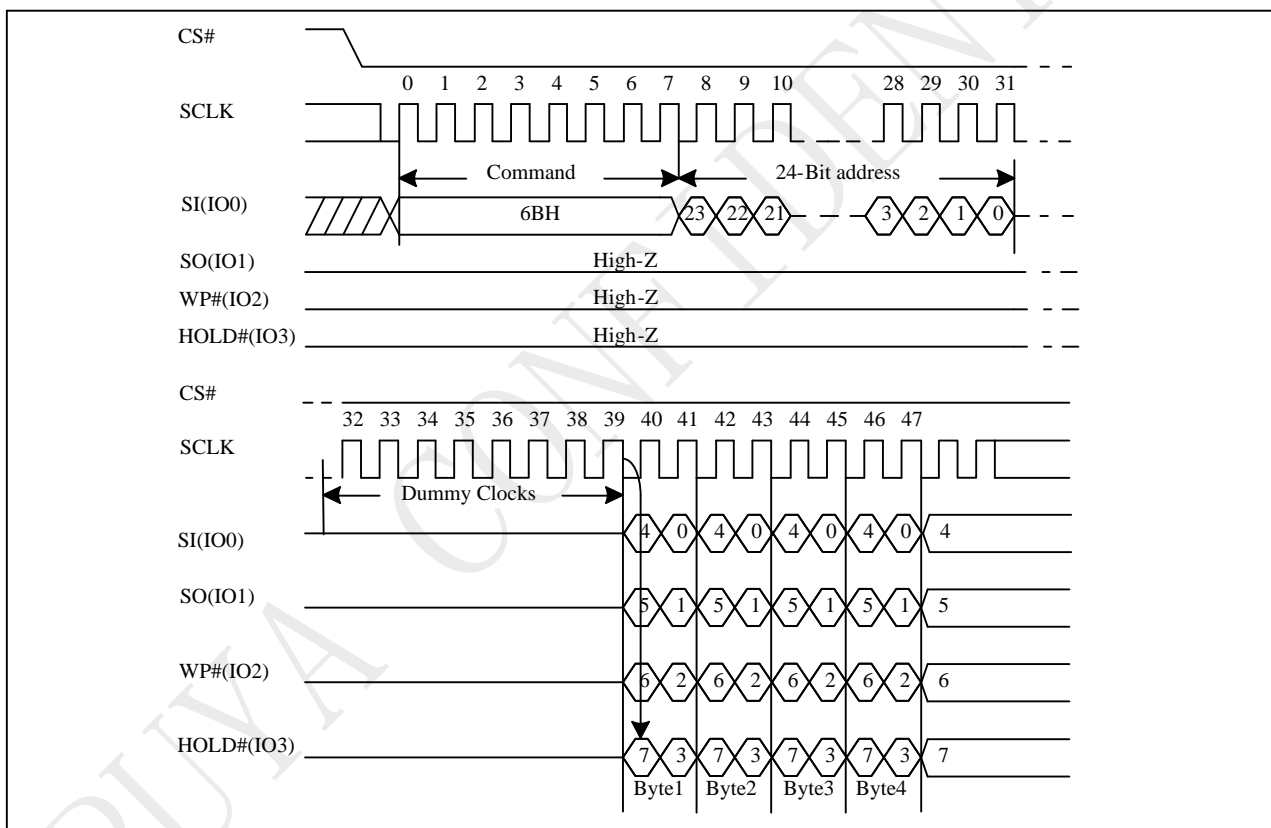 CS#
0 1 2 3 4 5 6 7 8 9 10 28 29 30 31
SCLK
Command 24-Bit address
SI(IO0) 6BH 23 22 21 3 2 1 0
SO(IO1) High-Z
WP#(IO2) High-Z
HOLD#(IO3) High-Z
CS#
32 33 34 35 36 37 38 39 40 41 42 43 44 45 46 47
SCLK
Dummy Clocks
SI(IO0) 4 0 4 0 4 0 4 0 4
SO(IO1) 5 1 5 1 5 1 5 1 5
WP#(IO2) 6 2 6 2 6 2 6 2 6
HOLD#(IO3) 7 3 7 3 7 3 7 3 7
Byte1 Byte2 Byte3 Byte4
PUYA CONFIDENT